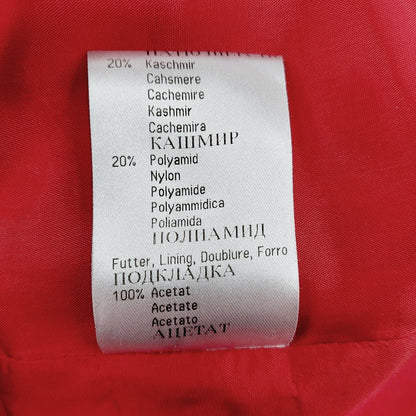 20% Kaschmir
Cahsmere
Cachemire
Kashmir
Cachemira
КАШМИР
20% Polyamid
Nylon
Polyamide
Polyammidica
Poliamida
ПОЛИАМИД
Futter, Lining, Doublure, Forro
ПОДКЛАДКА
100% Acetat
Acetate
Acetato
АЦЕТАТ